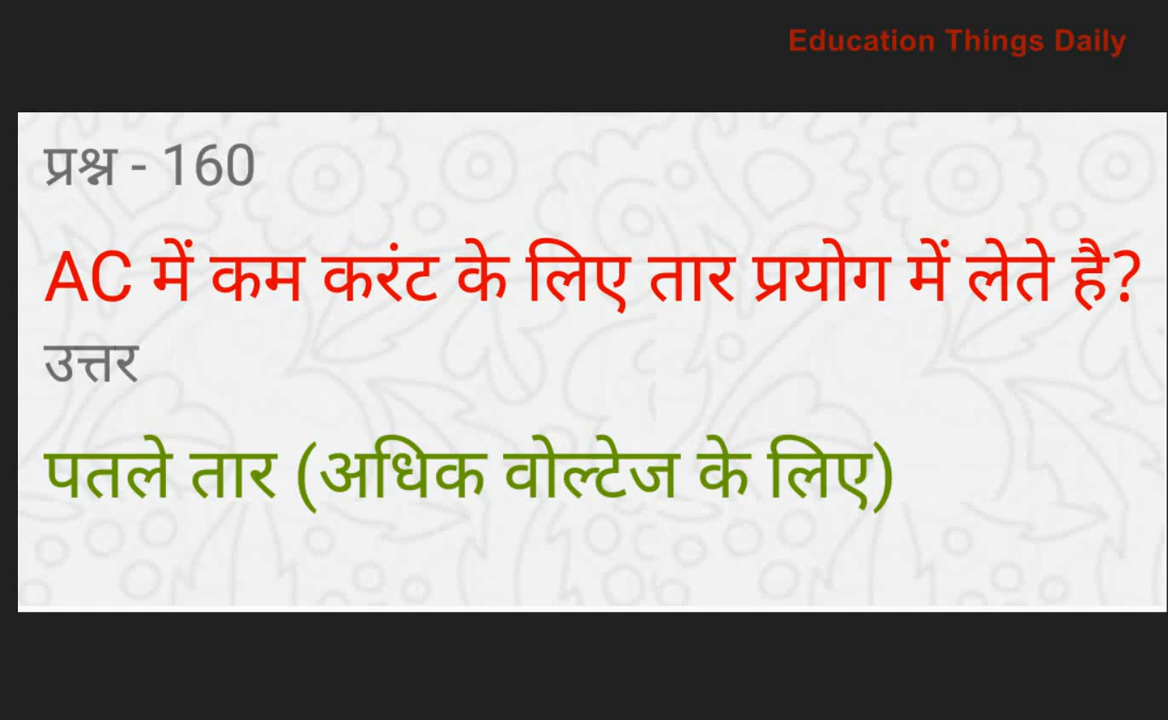 Education Things Daily
प्रश्न - 160
AC में कम करंट के लिए तार प्रयोग में लेते है?
उत्तर
पतले तार (अधिक वोल्टेज के लिए)